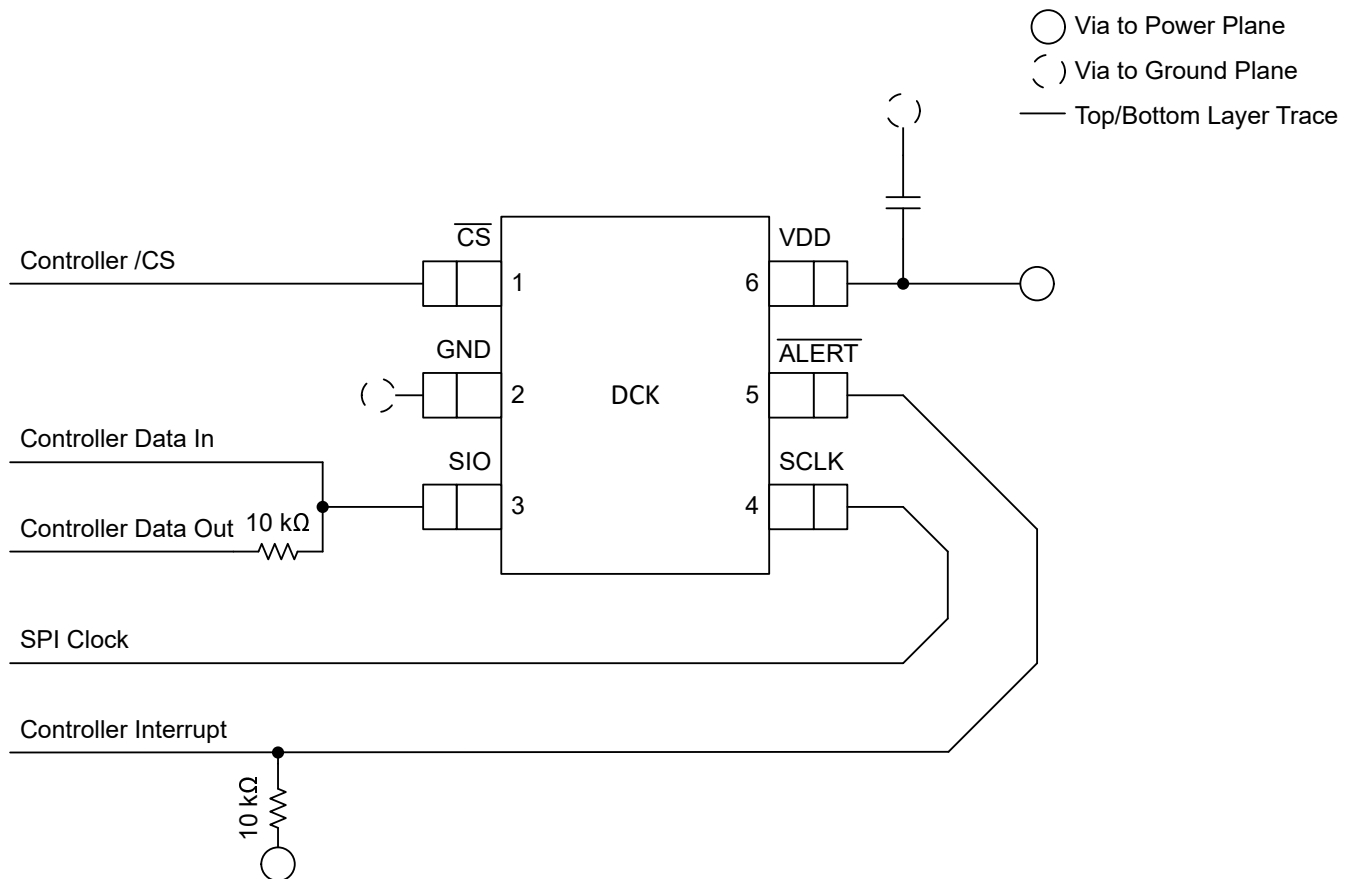 Via to Power Plane
Via to Ground Plane
Top/Bottom Layer Trace
CS
VDD
Controller /CS
1
6
GND
ALERT
2
DCK
5
Controller Data In
SIO
SCLK
3
4
Controller Data Out
10 kΩ
SPI Clock
Controller Interrupt
10 kΩ